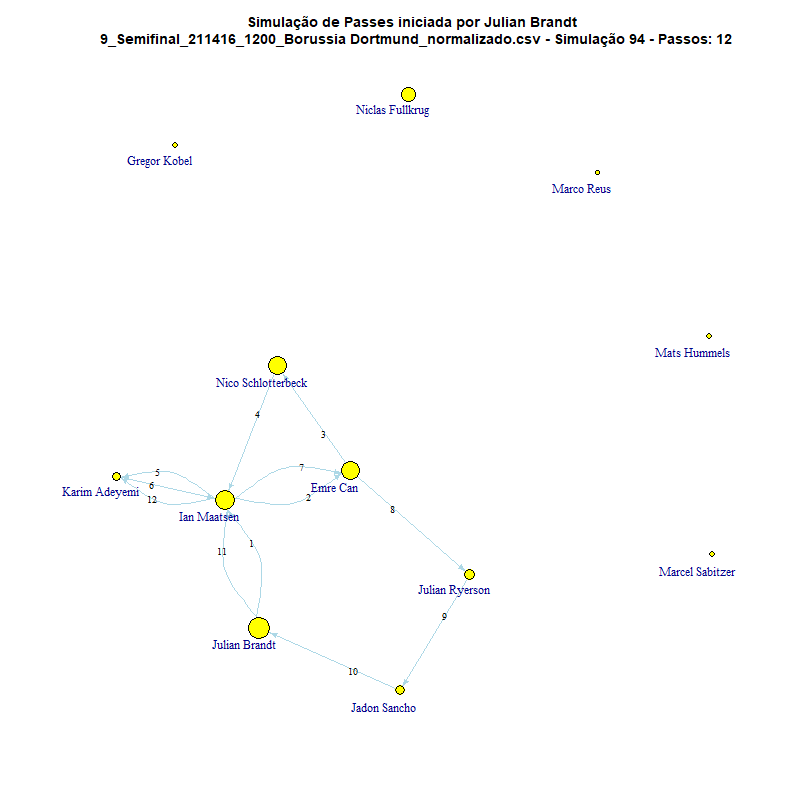 Simulação de Passes iniciada por Julian Brandt
9_Semifinal_211416_1200_Borussia Dortmund_normalizado.csv - Simulação 94 - Passos: 12
Niclas Fullkrug
Gregor Kobel
Marco Reus
Mats Hummels
Nico Schlotterbeck
4
3
5
7
6
Karim Adeyemi
12
2
Emre Can
Ian Maatsen
8
11
1
Marcel Sabitzer
Julian Ryerson
9
Julian Brandt
10
Jadon Sancho